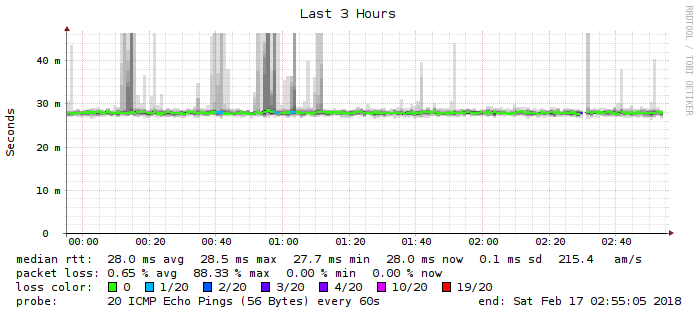 Last 3 Hours
RRDTOOL / TOBI OETIKER
Seconds
40 m
30 m
20 m
10 m
0
00:00 00:20 00:40 01:00 01:20 01:40 02:00 02:20 02:40
median rtt: 28.0 ms avg 28.5 ms max 27.7 ms min 28.0 ms now 0.1 ms sd 215.4 am/s
packet loss: 0.65 % avg 88.33 % max 0.00 % min 0.00 % now
loss color: 0 1/20 2/20 3/20 4/20 10/20 19/20
probe: 20 ICMP Echo Pings (56 Bytes) every 60s end: Sat Feb 17 02:55:05 2018